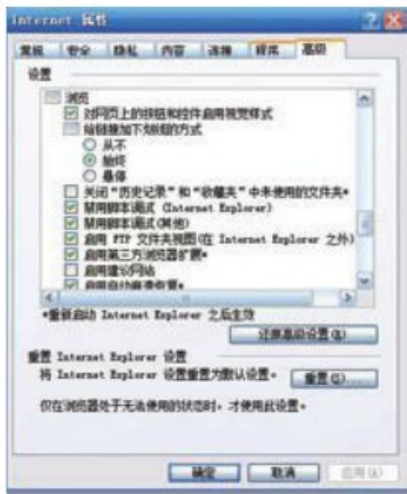 Internet 属性
常规 安全 隐私 内容 连接 程序 高级
设置
浏览
对网页上的按钮和控件启用视觉样式
给链接加下划线的方式
从不
始终
悬停
关闭“历史记录”和“收藏夹”中未使用的文件夹*
禁用脚本调试 (Internet Explorer)
禁用脚本调试(其他)
启用 FTP 文件夹视图(在 Internet Explorer 之外)
启用第三方浏览器扩展*
启用建议网站
启用自动崩溃恢复*
*重新启动 Internet Explorer 之后生效
还原高级设置(R)
重置 Internet Explorer 设置
将 Internet Explorer 设置重置为默认设置。 重置(S)...
仅在浏览器处于无法使用的状态时，才使用此设置。
确定 取消 应用(A)